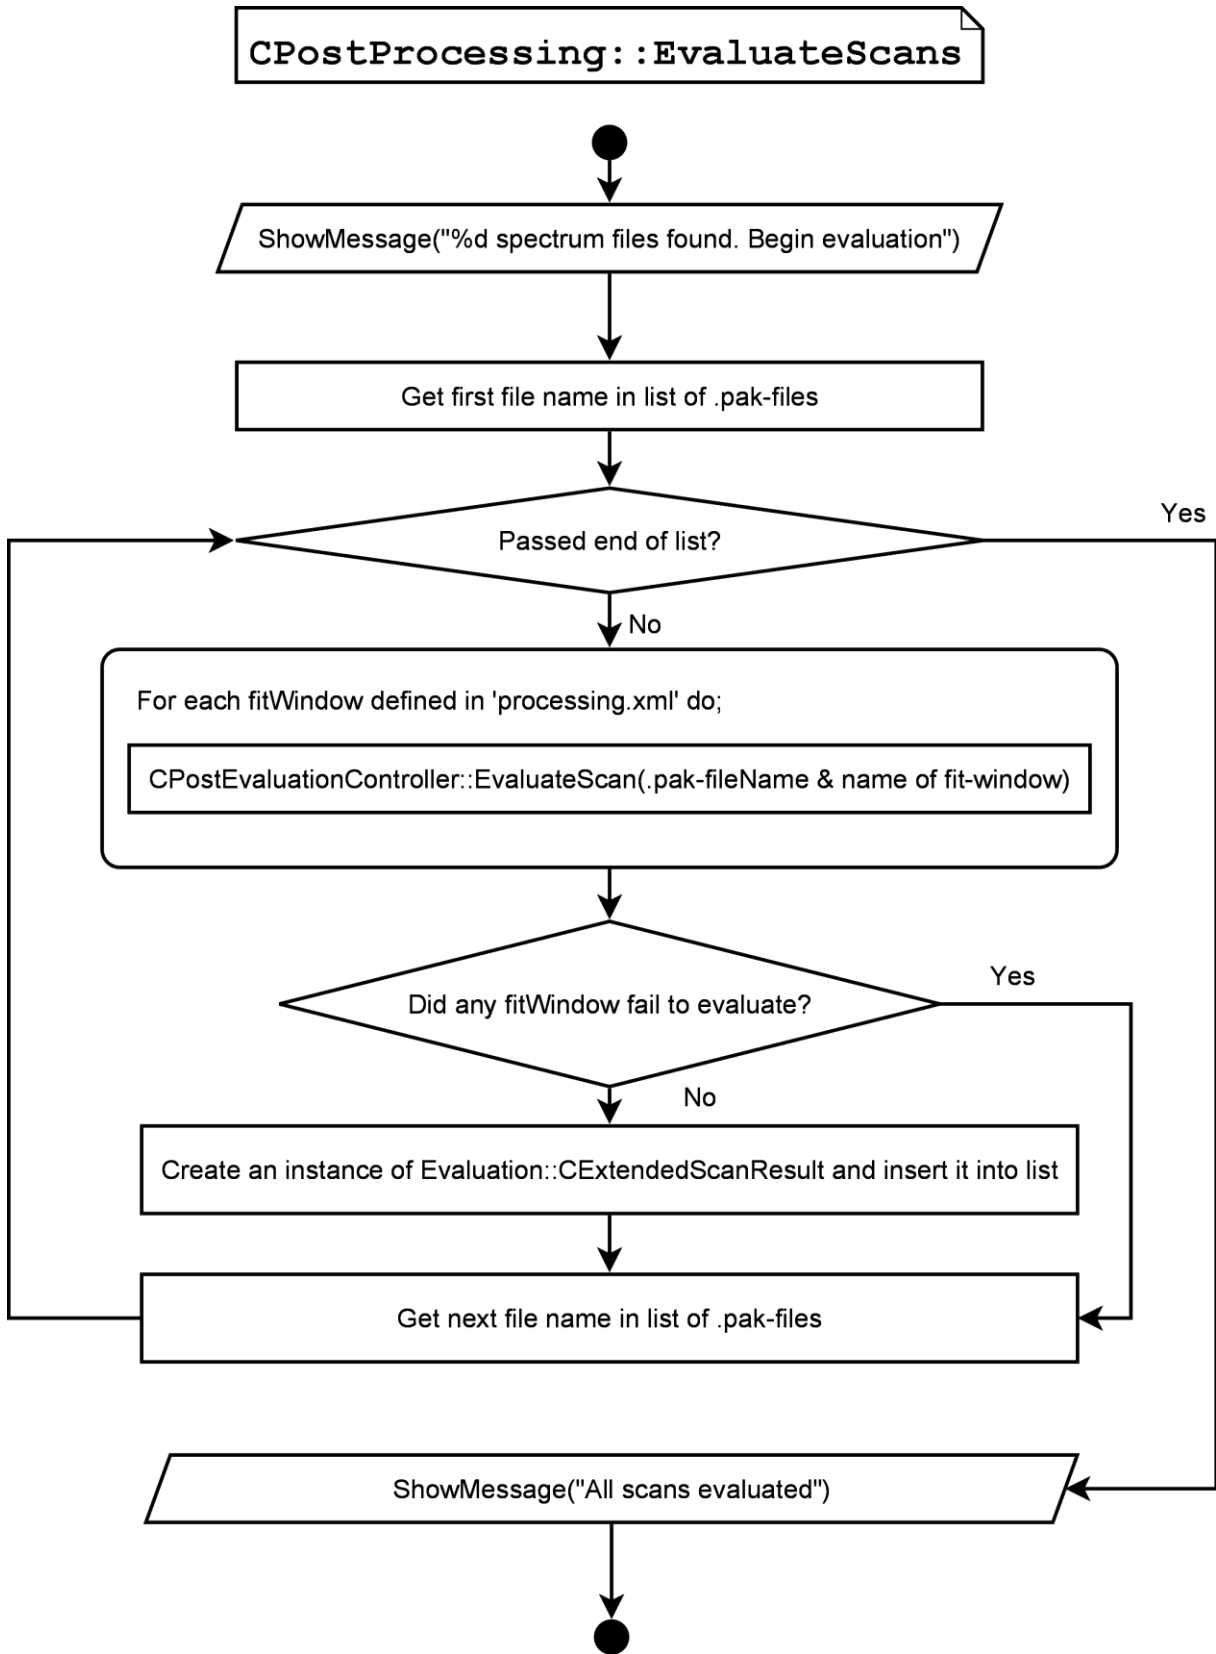 CPostProcessing::EvaluateScans
ShowMessage("%d spectrum files found. Begin evaluation")
Get first file name in list of .pak-files
Yes
Passed end of list?
No
For each fitWindow defined in 'processing.xml' do;
CPostEvaluationController::EvaluateScan(.pak-fileName & name of fit-window)
Yes
Did any fitWindow fail to evaluate?
No
Create an instance of Evaluation::CExtendedScanResult and insert it into list
Get next file name in list of .pak-files
ShowMessage("All scans evaluated")